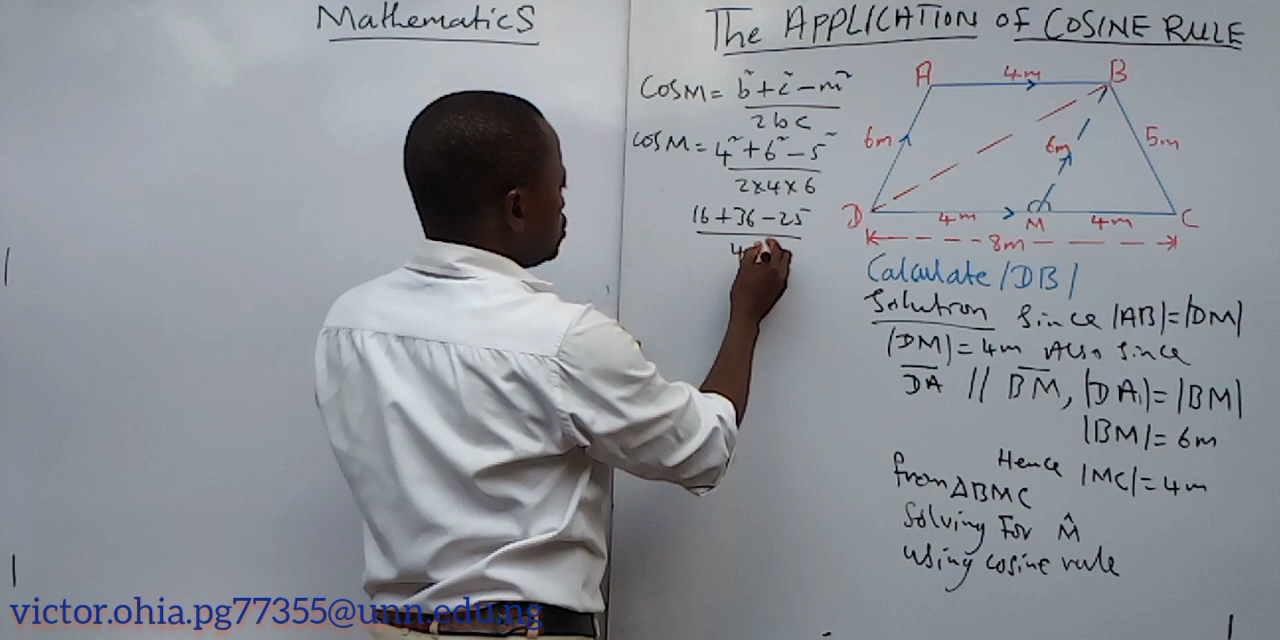 Mathematics
The APPLICATION of COSINE RULE
Cos M = b² + c² - m²
2bc
cos M = 4² + 6² - 5²
2 x 4 x 6
16 + 36 - 25
4
A 4m B
6m 6m 5m
D 4m M 4m C
8m
Calculate |DB|
Solution Since |AB| = |DM|
|DM| = 4m Also Since
DA // BM, |DA| = |BM|
|BM| = 6m
Hence |MC| = 4m
from ΔBMC
Solving For M̂
using cosine rule
victor.ohia.pg77355@unn.edu.ng